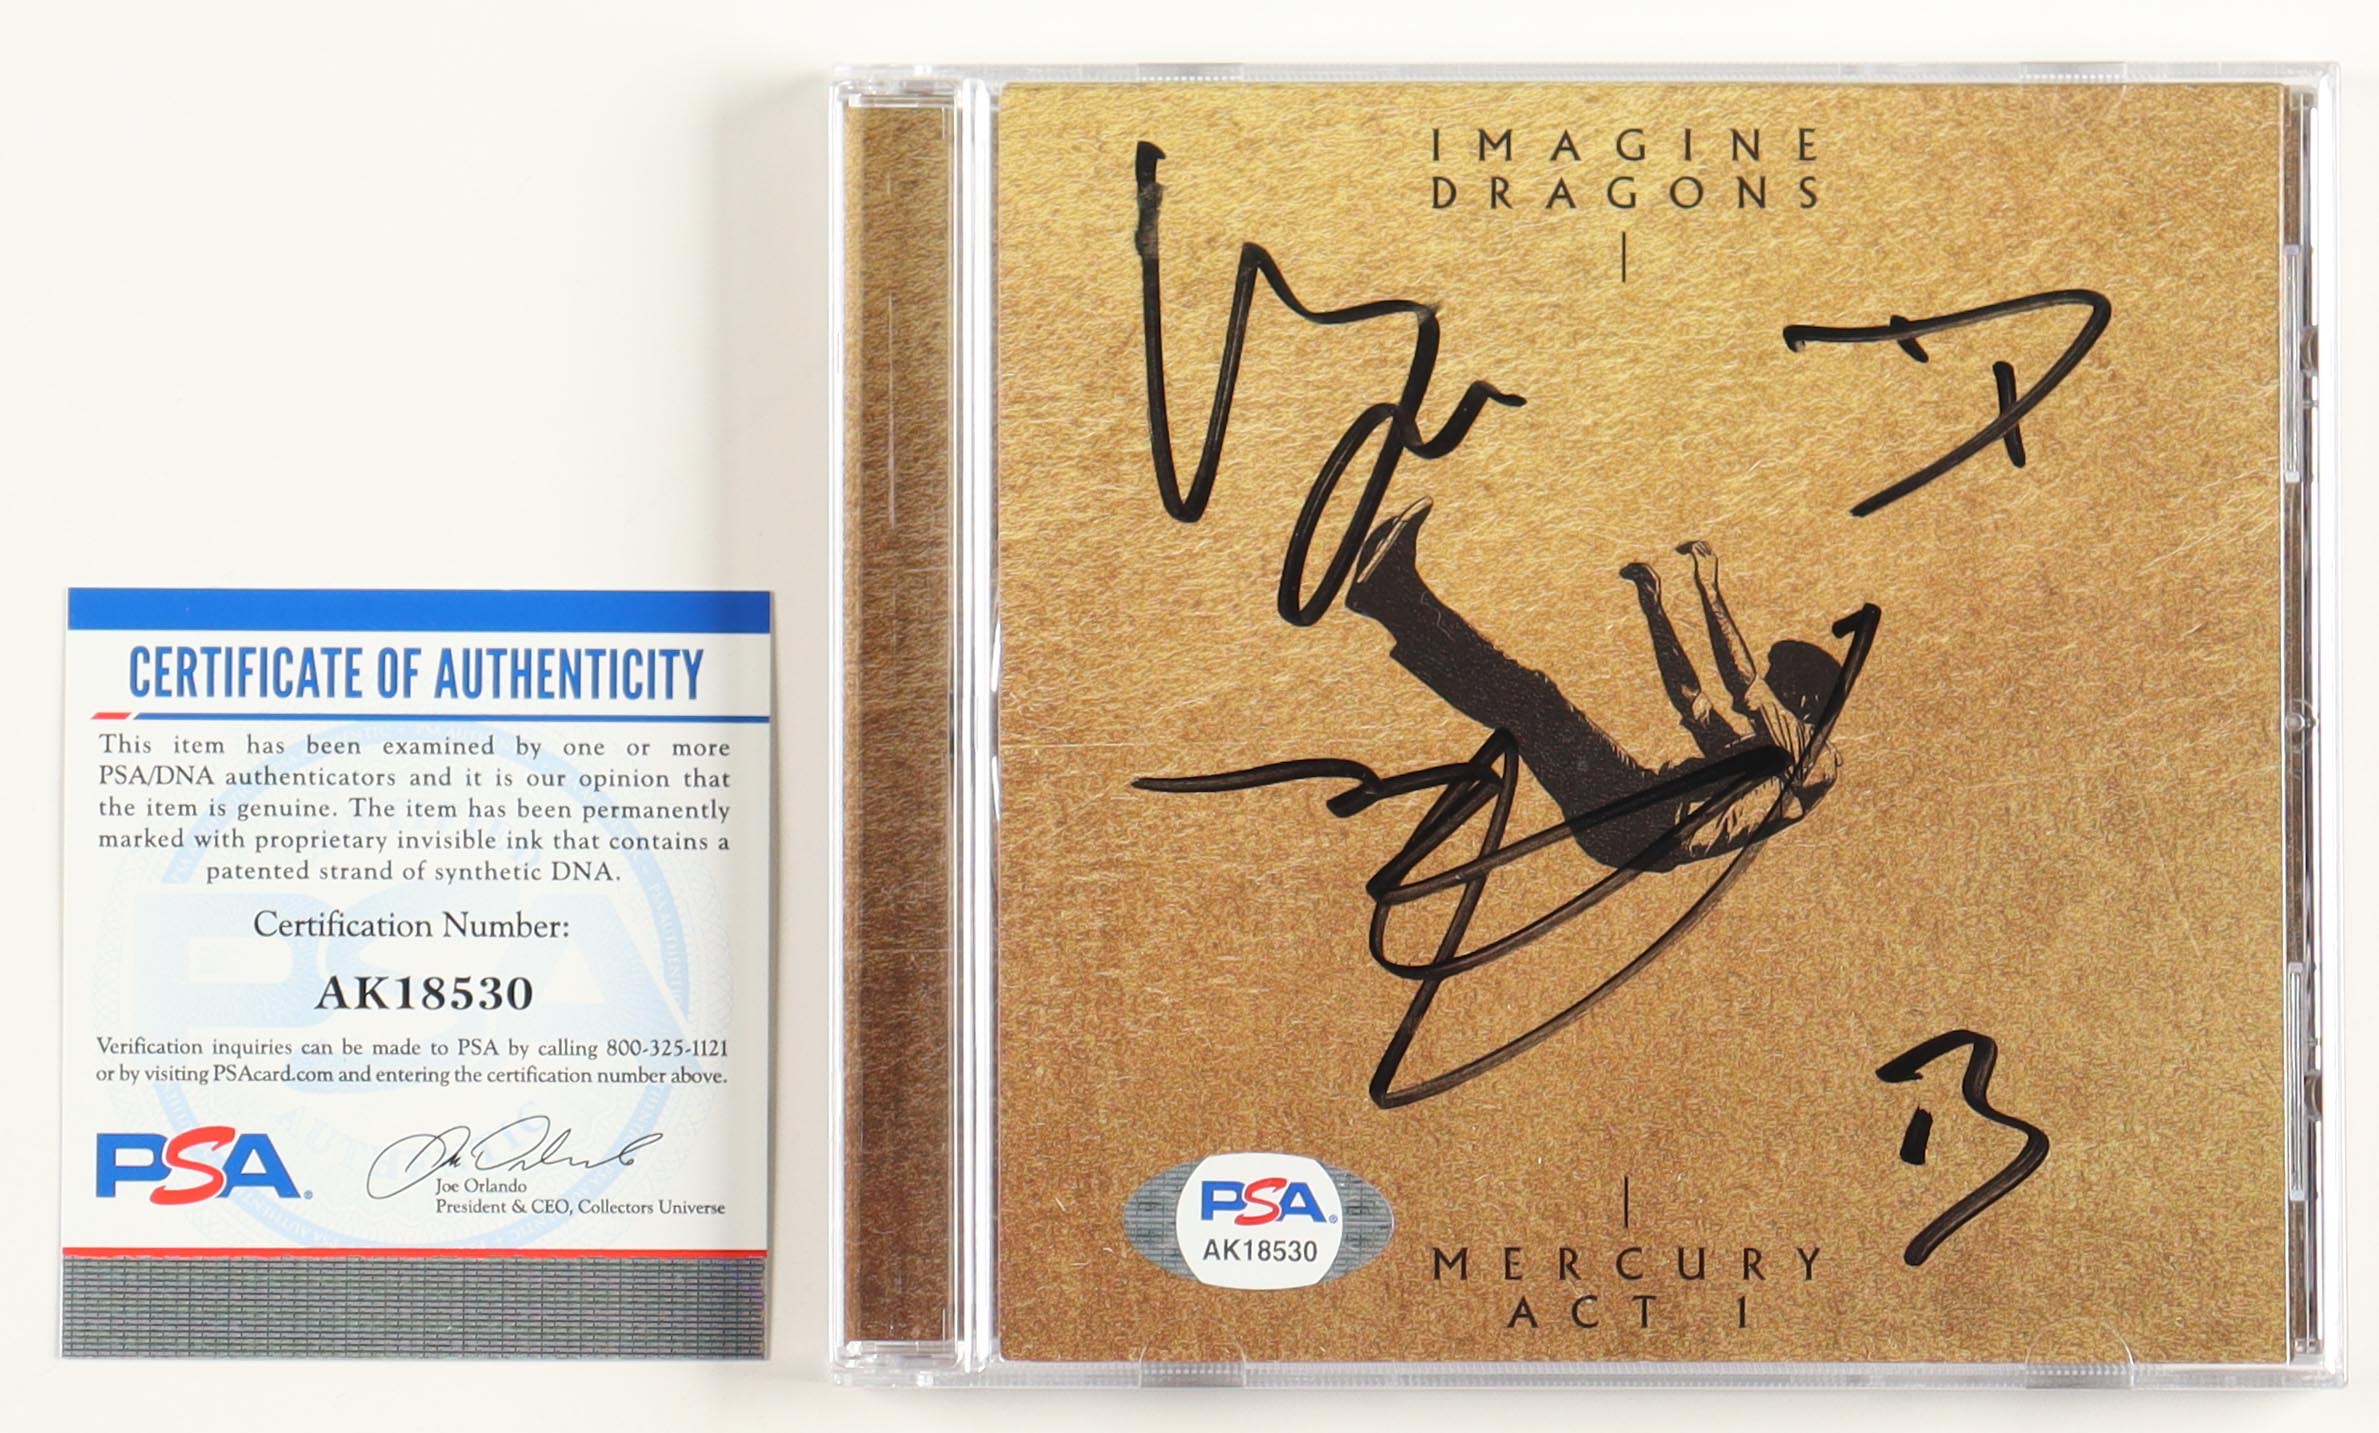 CERTIFICATE OF AUTHENTICITY
This item has been examined by one or more
PSA/DNA authenticators and it is our opinion that
the item is genuine. The item has been permanently
marked with proprietary invisible ink that contains a
patented strand of synthetic DNA.
Certification Number:
AK18530
Verification inquiries can be made to PSA by calling 800-325-1121
or by visiting PSAcard.com and entering the certification number above.
PSA®
Joe Orlando
President & CEO, Collectors Universe
IMAGINE
DRAGONS
PSA®
AK18530
MERCURY
ACT 1